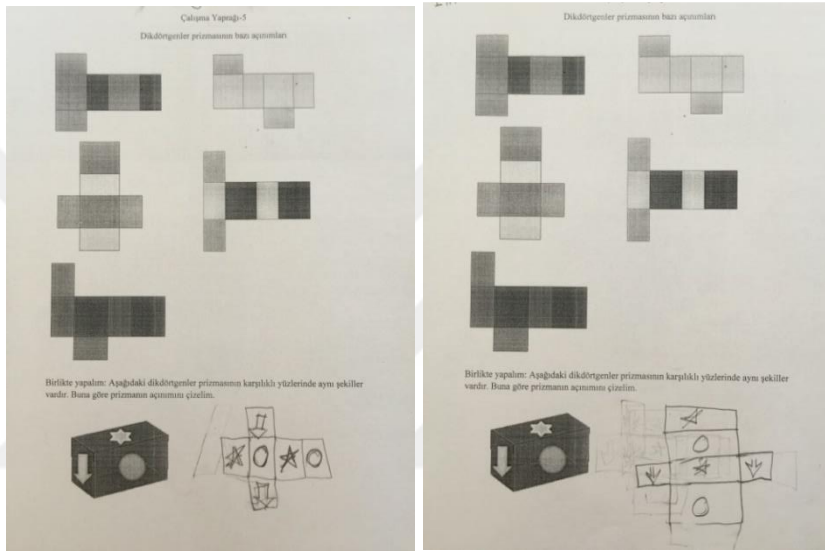 Çalışma Yaprağı-5
Dikdörtgenler prizmasının bazı açınımları
Birlikte yapalım: Aşağıdaki dikdörtgenler prizmasının karşılıklı yüzlerinde aynı şekiller
vardır. Buna göre prizmanın açınımını çizelim.
Dikdörtgenler prizmasının bazı açınımları
Birlikte yapalım: Aşağıdaki dikdörtgenler prizmasının karşılıklı yüzlerinde aynı şekiller
vardır. Buna göre prizmanın açınımını çizelim.